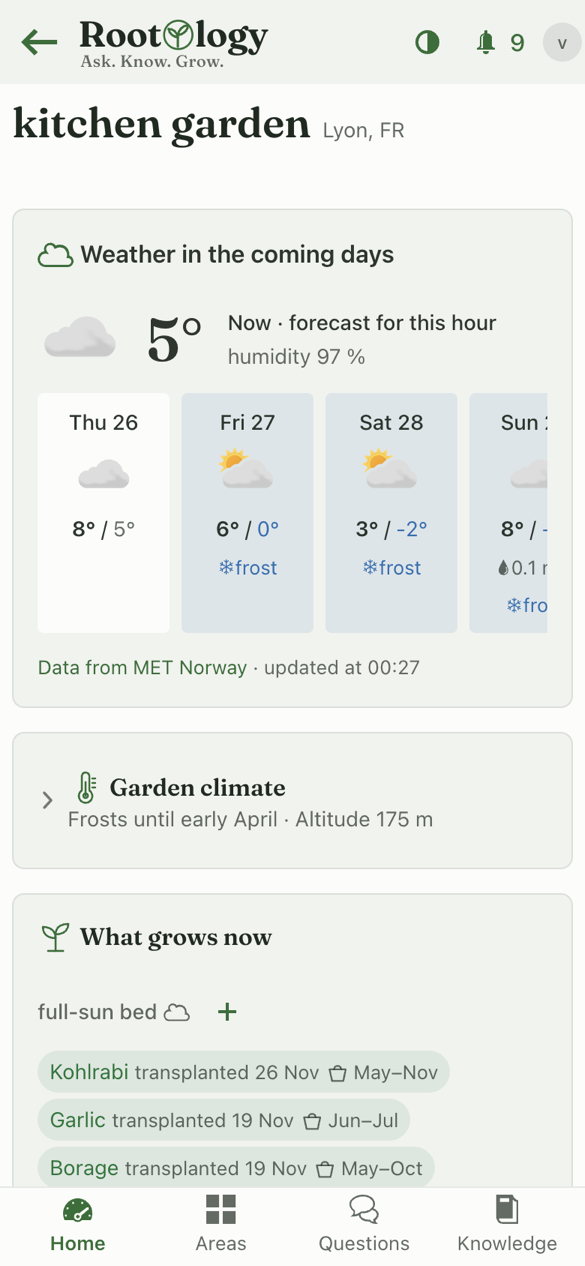 Rootology
Ask. Know. Grow.
9
v
kitchen garden Lyon, FR
Weather in the coming days
5° Now · forecast for this hour
humidity 97 %
Thu 26 Fri 27 Sat 28 Sun
8° / 5° 6° / 0° 3° / -2° 8° / -
frost frost 0.1
Data from MET Norway · updated at 00:27
Garden climate
Frosts until early April · Altitude 175 m
What grows now
full-sun bed
+
Kohlrabi transplanted 26 Nov May–Nov
Garlic transplanted 19 Nov Jun–Jul
Borage transplanted 19 Nov May–Oct
Home Areas Questions Knowledge